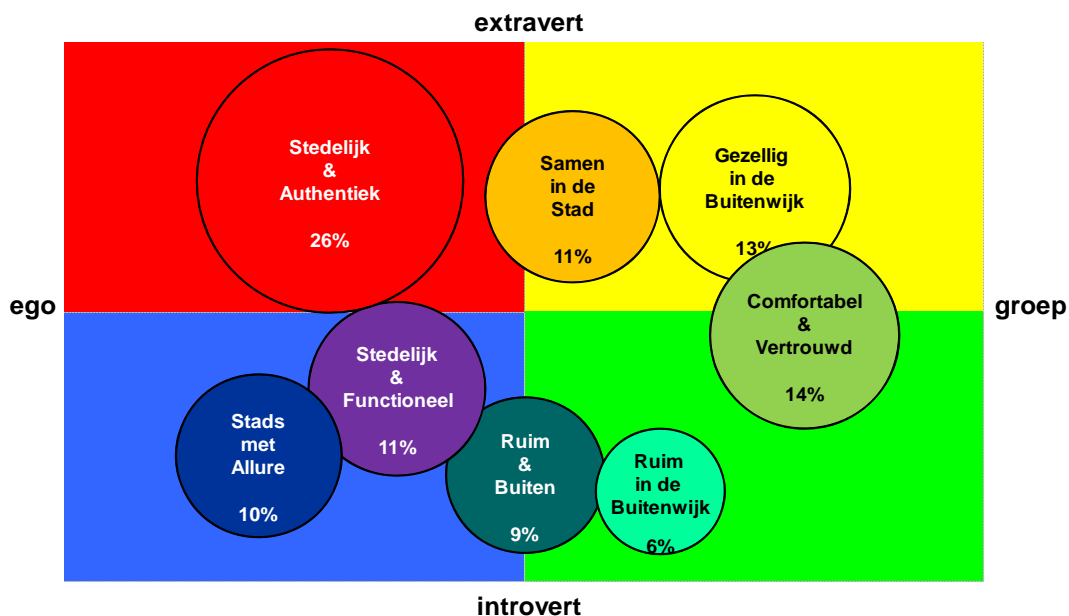 extravert
Stedelijk
&
Authentiek
26%
Samen
in de
Stad
11%
Gezellig
in de
Buitenwijk
13%
ego
groep
Comfortabel
&
Vertrouwd
14%
Stedelijk
&
Functioneel
11%
Stads
met
Allure
10%
Ruim
&
Buiten
9%
Ruim
in de
Buitenwijk
6%
introvert